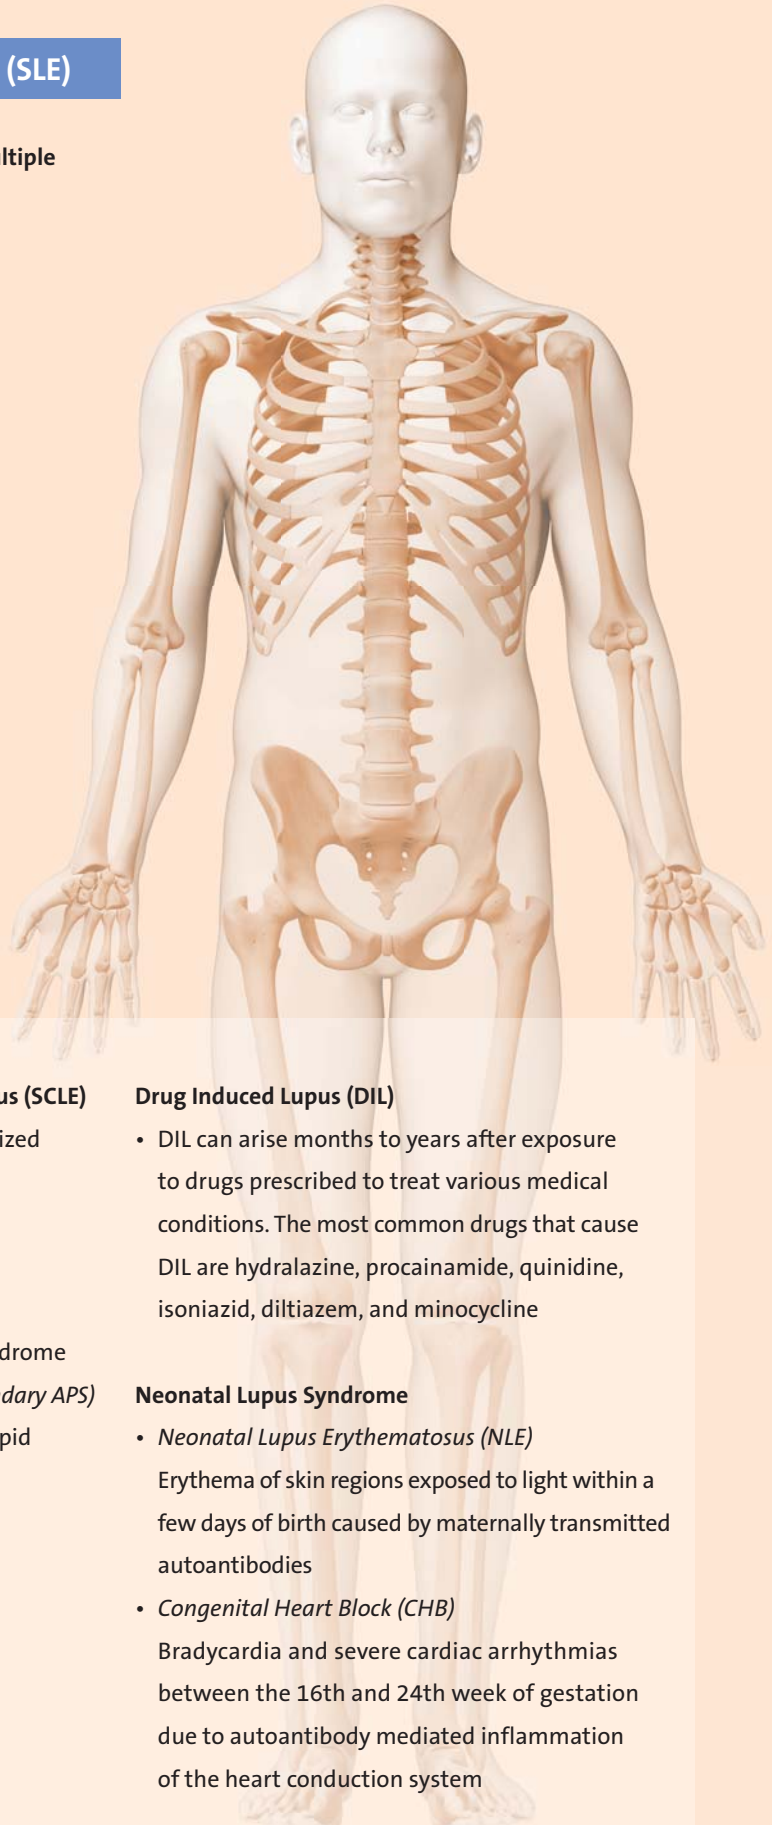 (SLE)
ltiple
us (SCLE)
ized
drome
dary APS)
pid
Drug Induced Lupus (DIL)
• DIL can arise months to years after exposure
to drugs prescribed to treat various medical
conditions. The most common drugs that cause
DIL are hydralazine, procainamide, quinidine,
isoniazid, diltiazem, and minocycline
Neonatal Lupus Syndrome
• Neonatal Lupus Erythematosus (NLE)
Erythema of skin regions exposed to light within a
few days of birth caused by maternally transmitted
autoantibodies
• Congenital Heart Block (CHB)
Bradycardia and severe cardiac arrhythmias
between the 16th and 24th week of gestation
due to autoantibody mediated inflammation
of the heart conduction system